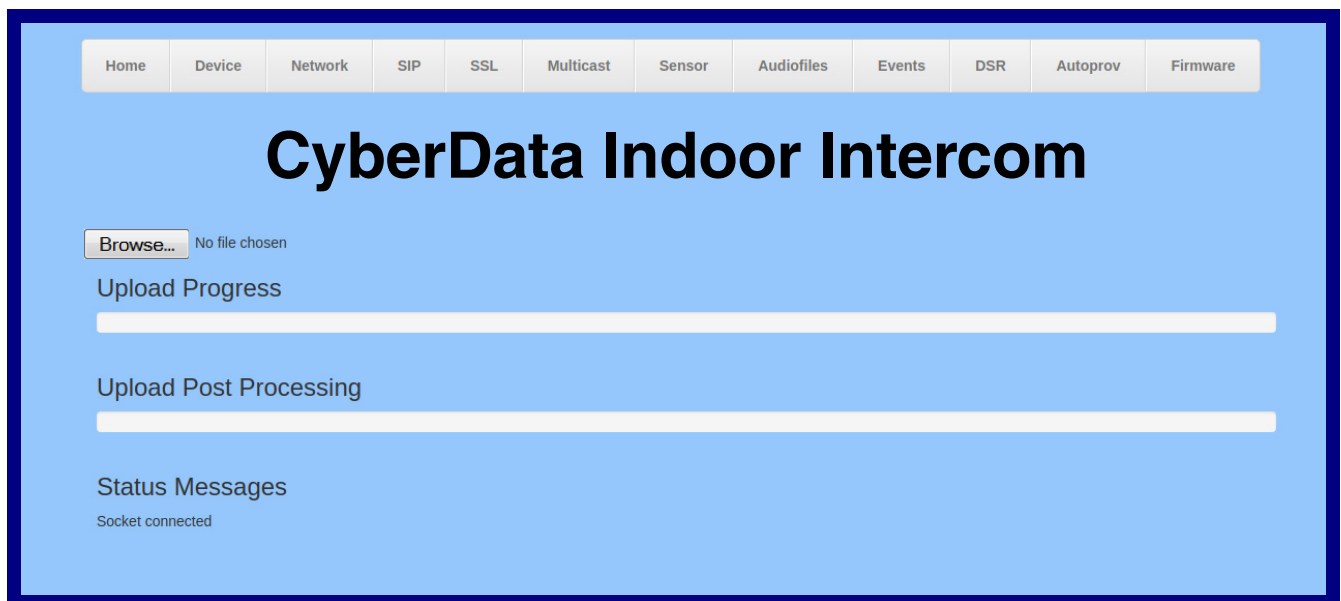 Home Device Network SIP SSL Multicast Sensor Audiofiles Events DSR Autoprov Firmware
CyberData Indoor Intercom
Browse... No file chosen
Upload Progress
Upload Post Processing
Status Messages
Socket connected